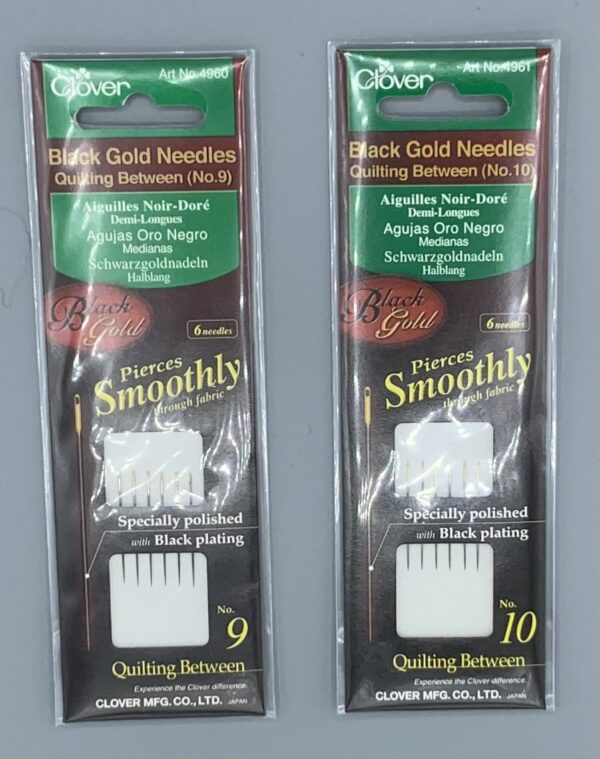 Clover
Art No.4960
Black Gold Needles
Quilting Between (No.9)
Aiguilles Noir-Doré
Demi-Longues
Agujas Oro Negro
Medianas
Schwarzgoldnadeln
Halblang
Black
Gold
6 needles
Pierces
Smoothly
through fabric
Specially polished
with Black plating
No.
9
Quilting Between
Experience the Clover difference.
CLOVER MFG. CO., LTD. JAPAN
Clover
Art No.4961
Black Gold Needles
Quilting Between (No.10)
Aiguilles Noir-Doré
Demi-Longues
Agujas Oro Negro
Medianas
Schwarzgoldnadeln
Halblang
Black
Gold
6 needles
Pierces
Smoothly
through fabric
Specially polished
with Black plating
No.
10
Quilting Between
Experience the Clover difference.
CLOVER MFG. CO., LTD. JAPAN